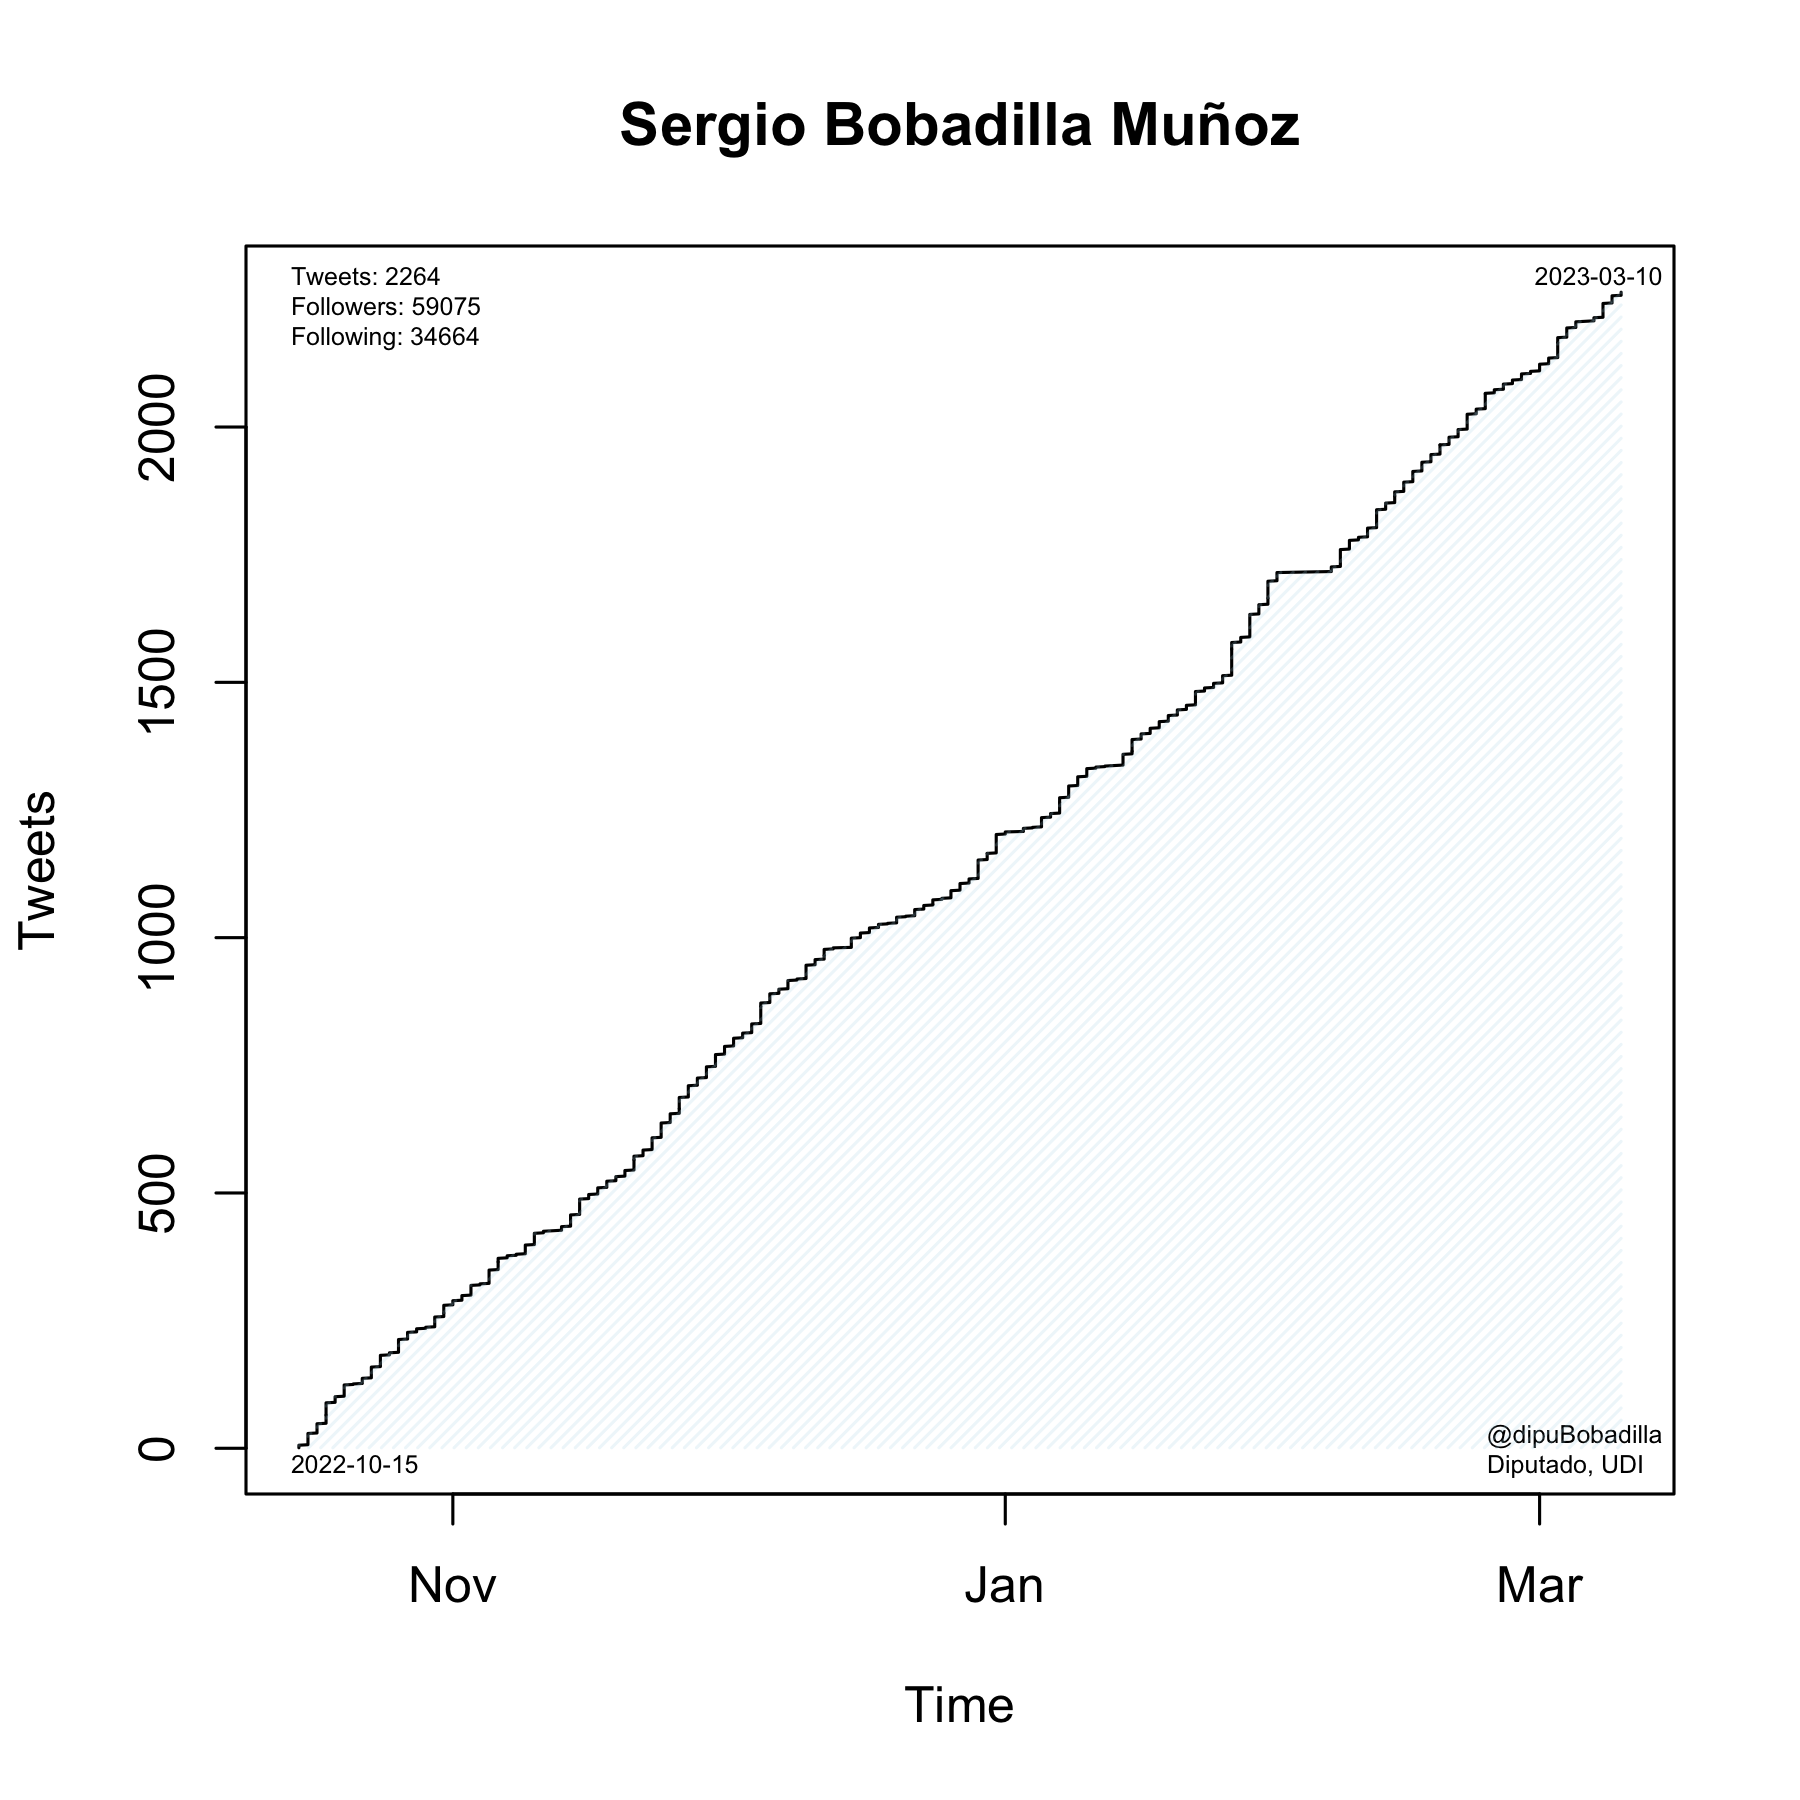 Sergio Bobadilla Muñoz
Tweets: 2264
Followers: 59075
Following: 34664
2023-03-10
2000
1500
1000
500
0
Tweets
2022-10-15
@dipuBobadilla
Diputado, UDI
Nov
Jan
Mar
Time